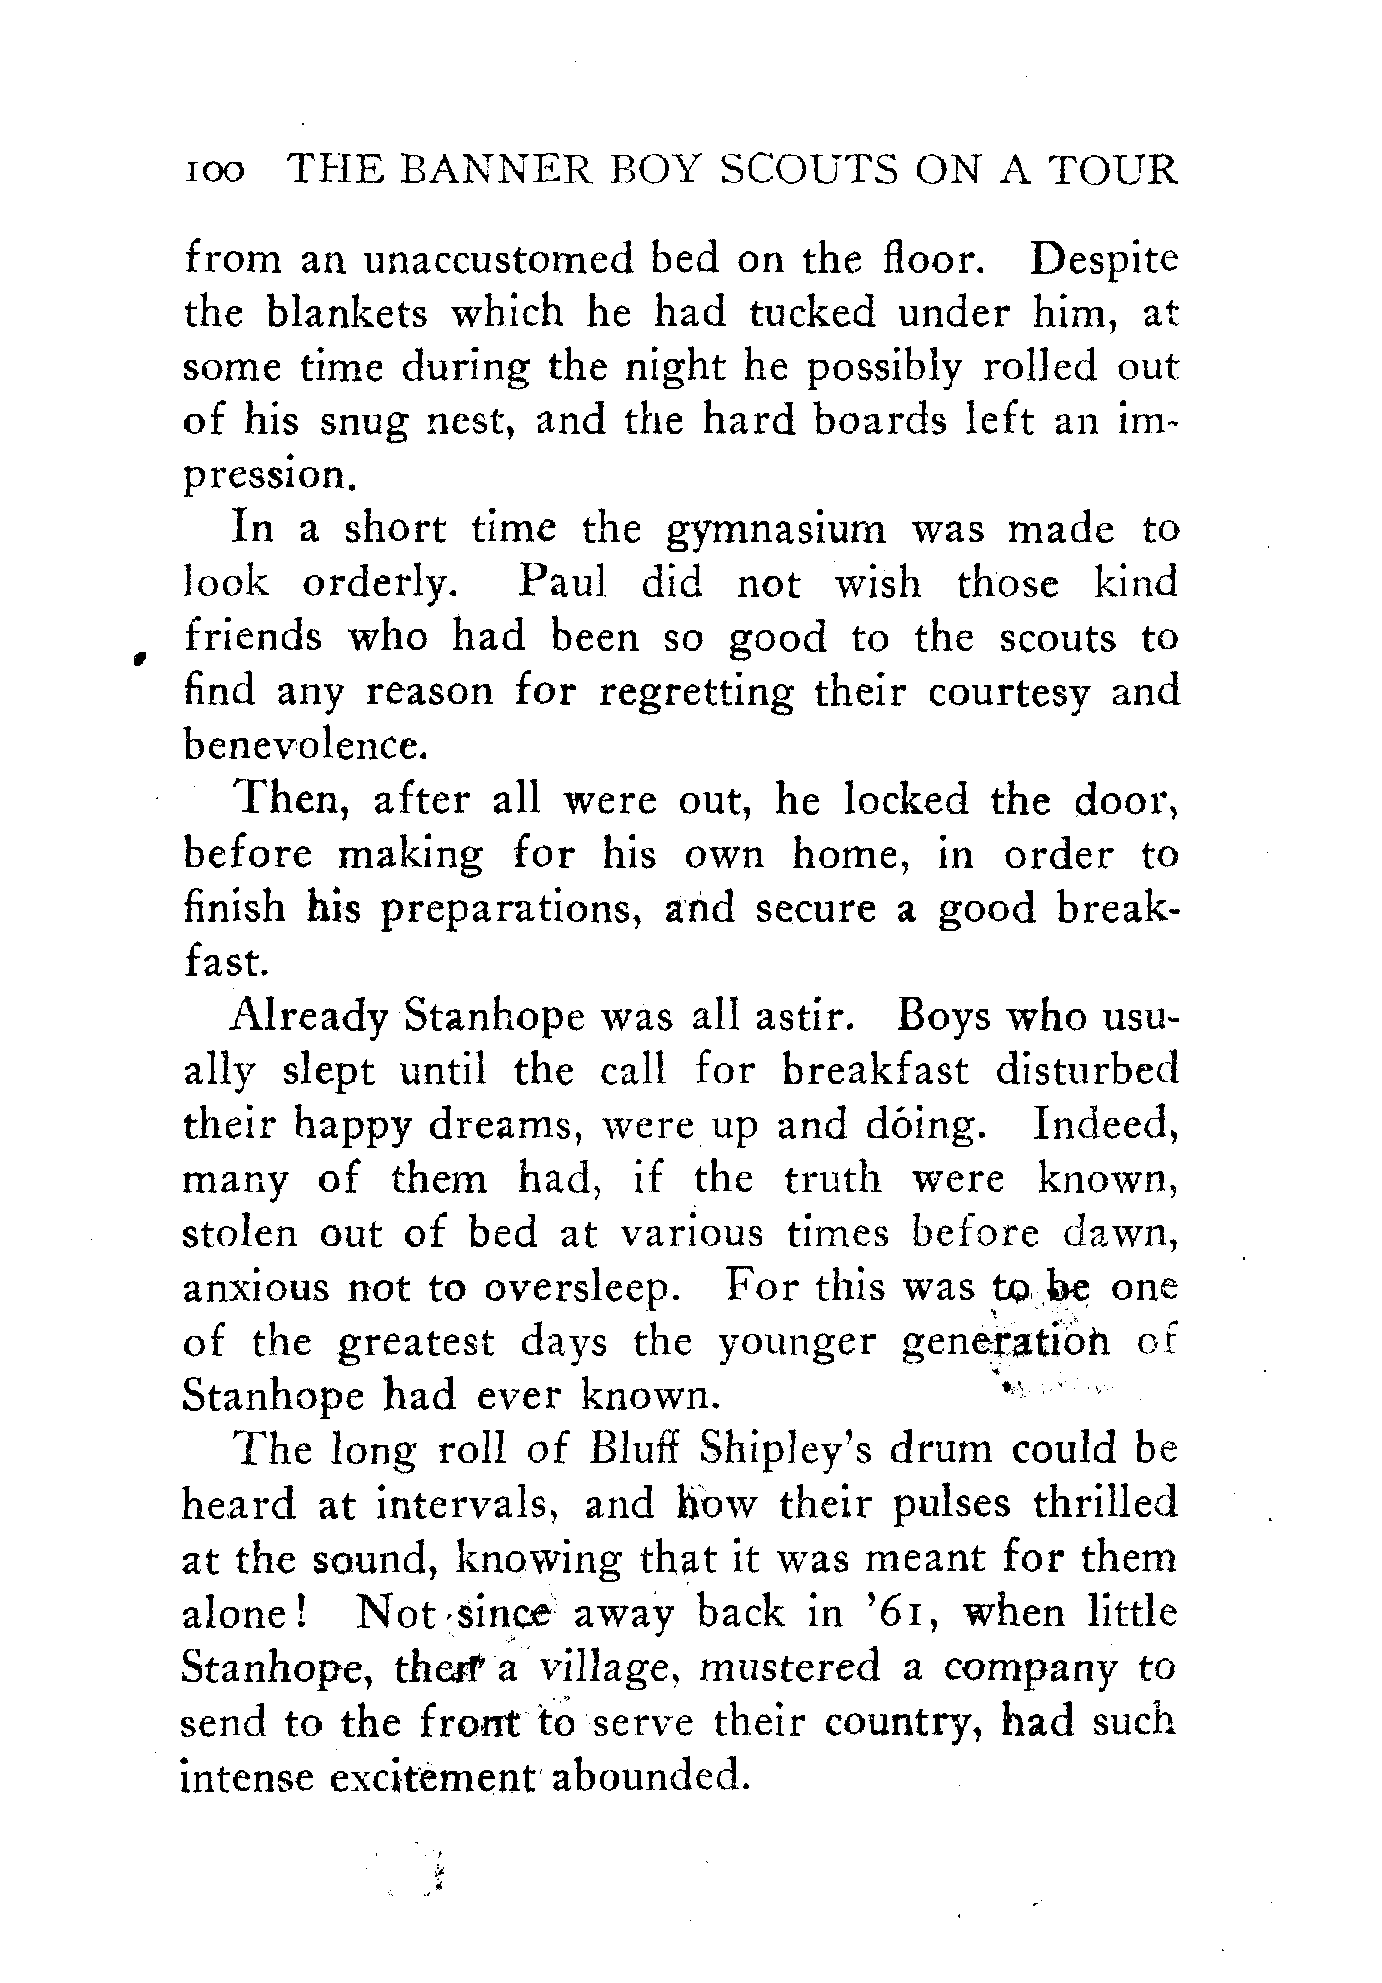 100 THE BANNER BOY SCOUTS ON A TOUR
from an unaccustomed bed on the floor. Despite
the blankets which he had tucked under him, at
some time during the night he possibly rolled out
of his snug nest, and the hard boards left an im-
pression.
In a short time the gymnasium was made to
look orderly. Paul did not wish those kind
friends who had been so good to the scouts to
find any reason for regretting their courtesy and
benevolence.
Then, after all were out, he locked the door,
before making for his own home, in order to
finish his preparations, and secure a good break-
fast.
Already Stanhope was all astir. Boys who usu-
ally slept until the call for breakfast disturbed
their happy dreams, were up and doing. Indeed,
many of them had, if the truth were known,
stolen out of bed at various times before dawn,
anxious not to oversleep. For this was to be one
of the greatest days the younger generation of
Stanhope had ever known.
The long roll of Bluff Shipley's drum could be
heard at intervals, and how their pulses thrilled
at the sound, knowing that it was meant for them
alone! Not since away back in '61, when little
Stanhope, then a village, mustered a company to
send to the front to serve their country, had such
intense excitement abounded.